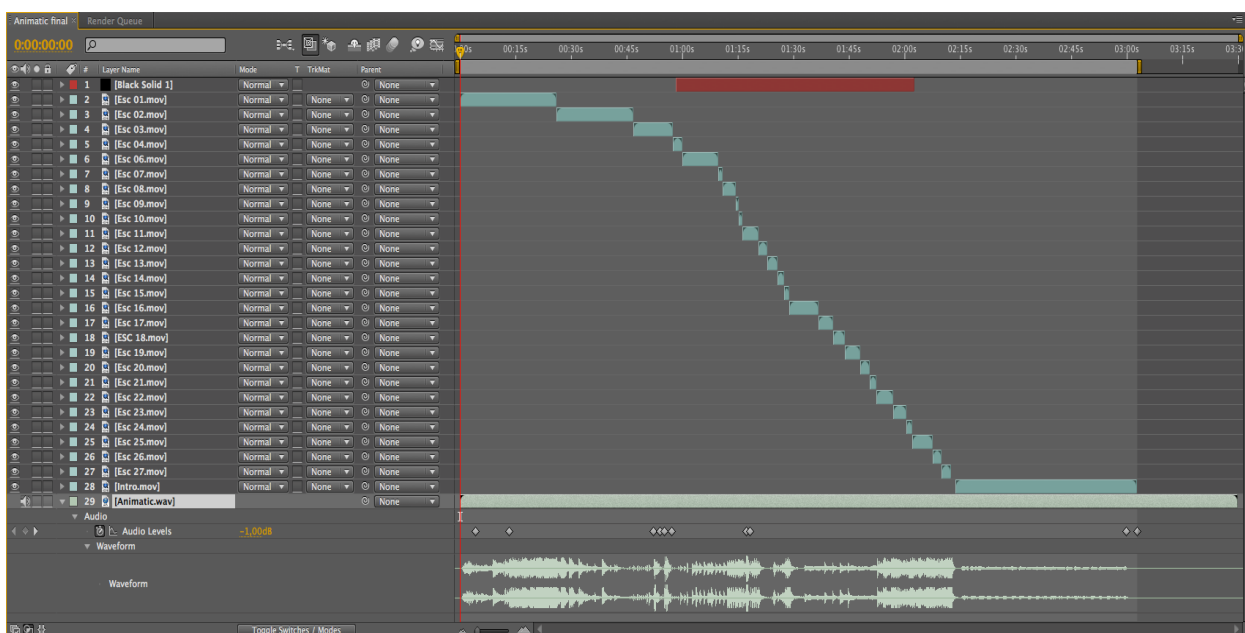 Animatic final × Render Queue
0:00:00:00 00:15s 00:30s 00:45s 01:00s 01:15s 01:30s 01:45s 02:00s 02:15s 02:30s 02:45s 03:00s 03:15s
# Layer Name Mode T TrkMat Parent
1 [Black Solid 1] Normal None
2 [Esc 01.mov] Normal None None
3 [Esc 02.mov] Normal None None
4 [Esc 03.mov] Normal None None
5 [Esc 04.mov] Normal None None
6 [Esc 06.mov] Normal None None
7 [Esc 07.mov] Normal None None
8 [Esc 08.mov] Normal None None
9 [Esc 09.mov] Normal None None
10 [Esc 10.mov] Normal None None
11 [Esc 11.mov] Normal None None
12 [Esc 12.mov] Normal None None
13 [Esc 13.mov] Normal None None
14 [Esc 14.mov] Normal None None
15 [Esc 15.mov] Normal None None
16 [Esc 16.mov] Normal None None
17 [Esc 17.mov] Normal None None
18 [ESC 18.mov] Normal None None
19 [Esc 19.mov] Normal None None
20 [Esc 20.mov] Normal None None
21 [Esc 21.mov] Normal None None
22 [Esc 22.mov] Normal None None
23 [Esc 23.mov] Normal None None
24 [Esc 24.mov] Normal None None
25 [Esc 25.mov] Normal None None
26 [Esc 26.mov] Normal None None
27 [Esc 27.mov] Normal None None
28 [Intro.mov] Normal None None
29 [Animatic.wav] None
Audio
Audio Levels -1,00dB
Waveform
Waveform
Toggle Switches / Modes